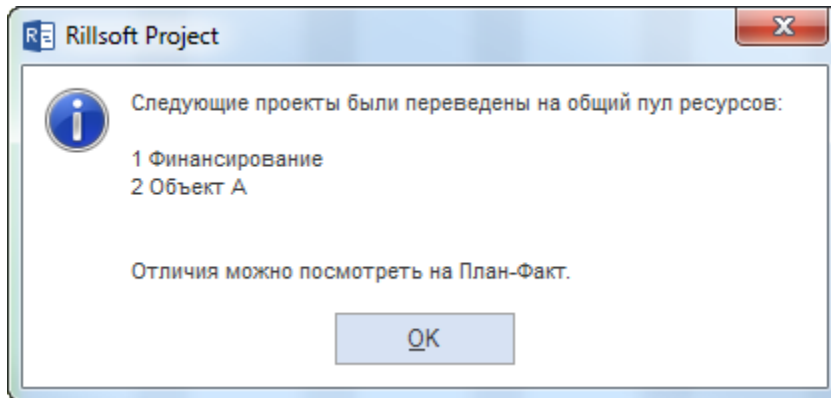 Rillsoft Project
Следующие проекты были переведены на общий пул ресурсов:
1 Финансирование
2 Объект А
Отличия можно посмотреть на План-Факт.
OK